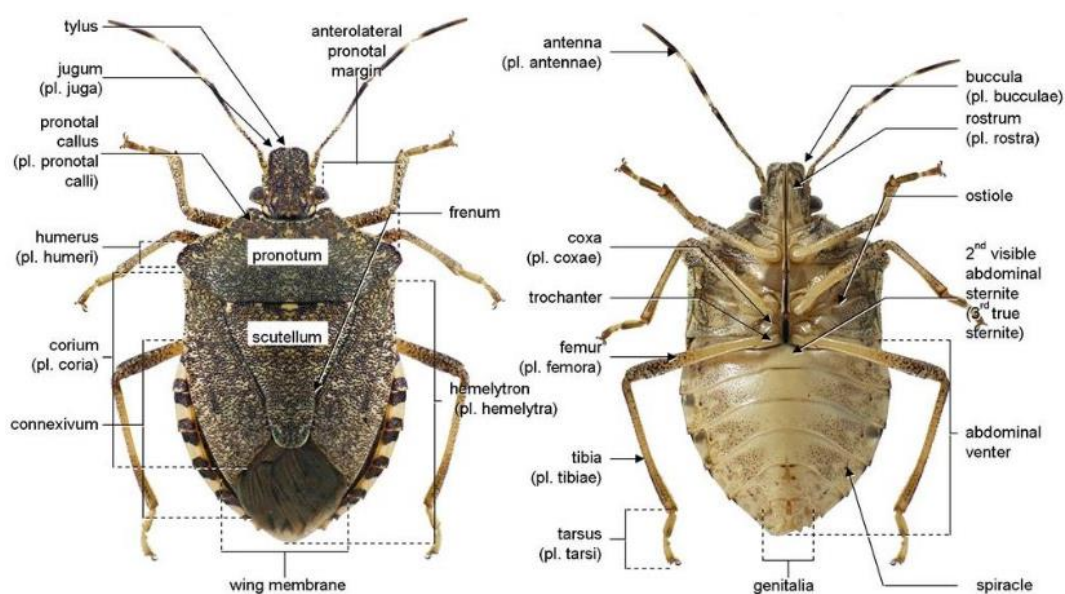 tylus
jugum
(pl. juga)
pronotal
callus
(pl. pronotal
calli)
humerus
(pl. humeri)
corium
(pl. coria)
connexivum
anterolateral
pronotal
margin
frenum
pronotum
scutellum
hemelytron
(pl. hemelytra)
wing membrane
antenna
(pl. antennae)
coxa
(pl. coxae)
trochanter
femur
(pl. femora)
tibia
(pl. tibiae)
tarsus
(pl. tarsi)
buccula
(pl. bucculae)
rostrum
(pl. rostra)
ostiole
2nd visible
abdominal
sternite
(3rd true
sternite)
abdominal
venter
genitalia
spiracle